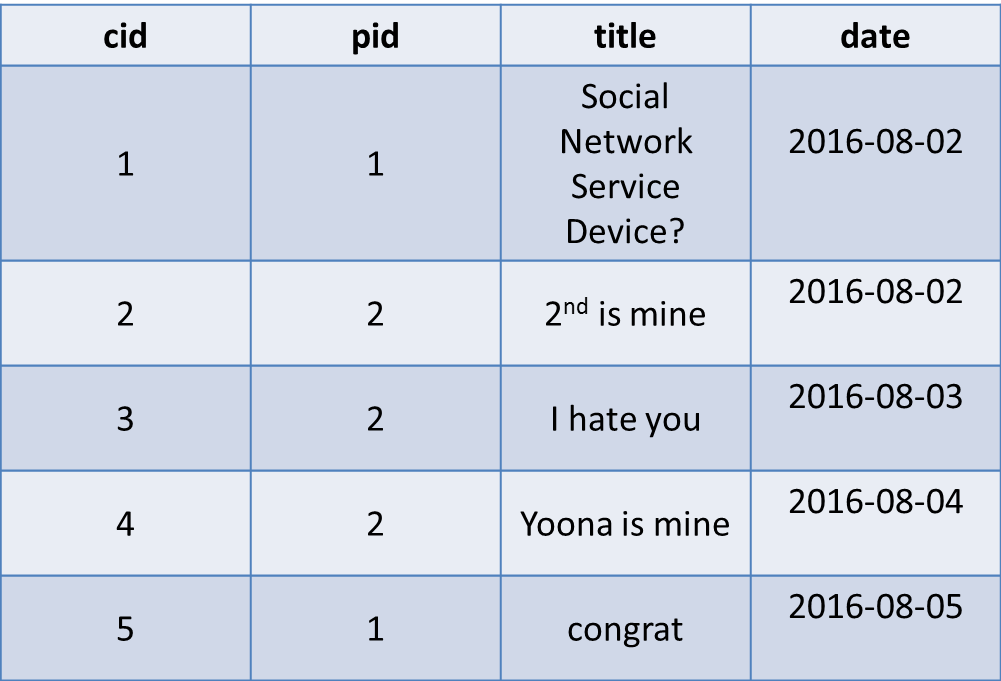 cid pid title date
1 1 Social Network Service Device? 2016-08-02
2 2 2nd is mine 2016-08-02
3 2 I hate you 2016-08-03
4 2 Yoona is mine 2016-08-04
5 1 congrat 2016-08-05